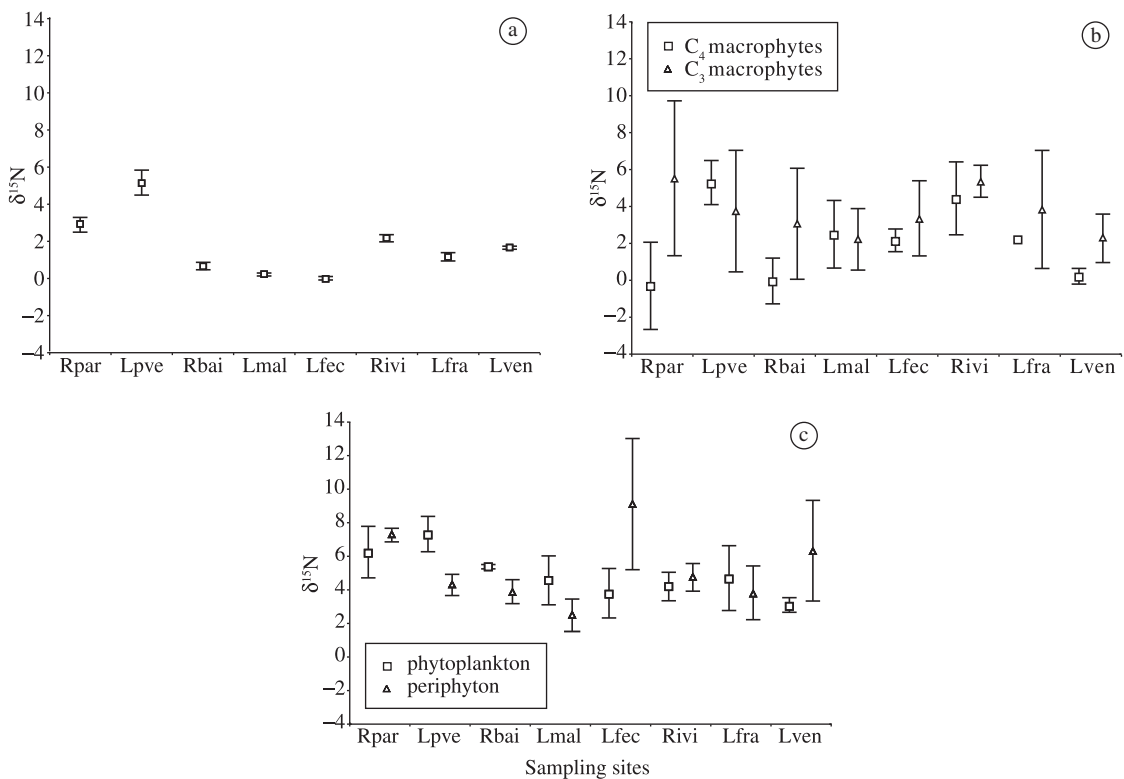 a
14
12
10
8
6
4
2
0
−2
−4
δ¹⁵N
Rpar Lpve Rbai Lmal Lfec Rivi Lfra Lven
b
C₄ macrophytes
C₃ macrophytes
14
12
10
8
6
4
2
0
−2
−4
δ¹⁵N
Rpar Lpve Rbai Lmal Lfec Rivi Lfra Lven
c
14
12
10
8
6
4
2
0
−2
−4
δ¹⁵N
phytoplankton
periphyton
Rpar Lpve Rbai Lmal Lfec Rivi Lfra Lven
Sampling sites